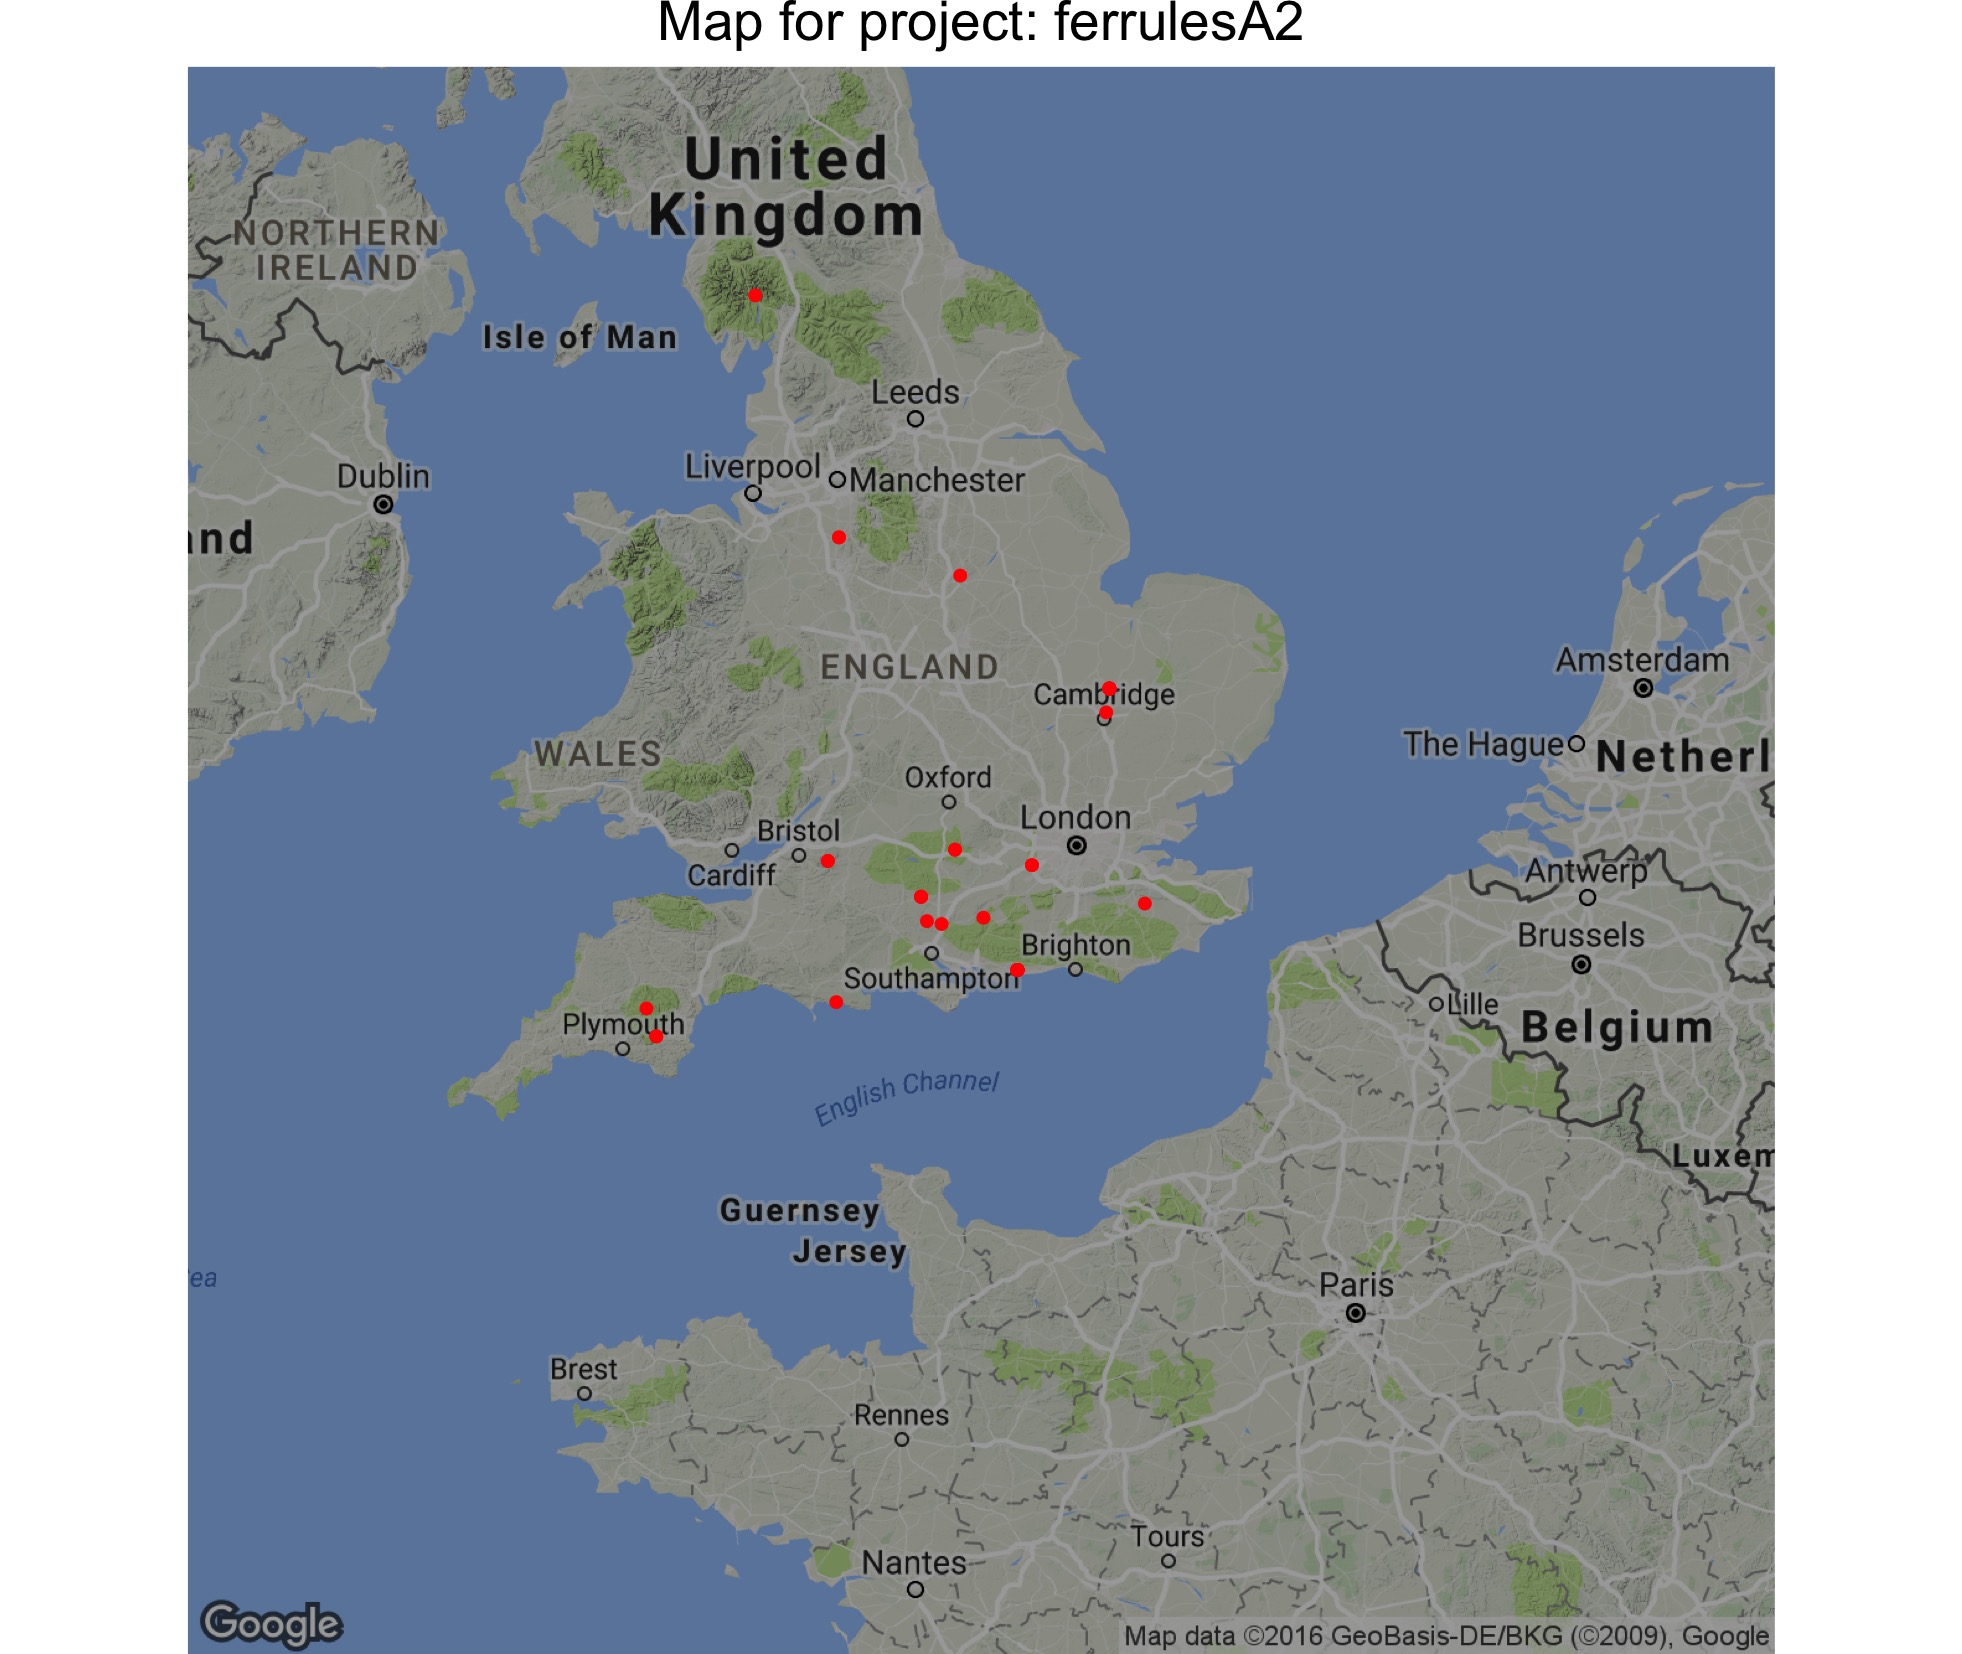 Map for project: ferrulesA2
United
Kingdom
NORTHERN
IRELAND
Isle of Man
Leeds
Liverpool
Manchester
Dublin
and
ENGLAND
Cambridge
Amsterdam
The Hague
Netherl
WALES
Oxford
London
Bristol
Cardiff
Antwerp
Brussels
Brighton
Southampton
Lille
Belgium
Plymouth
English Channel
Luxem
Guernsey
Jersey
ea
Paris
Brest
Rennes
Tours
Nantes
Google
Map data ©2016 GeoBasis-DE/BKG (©2009), Google